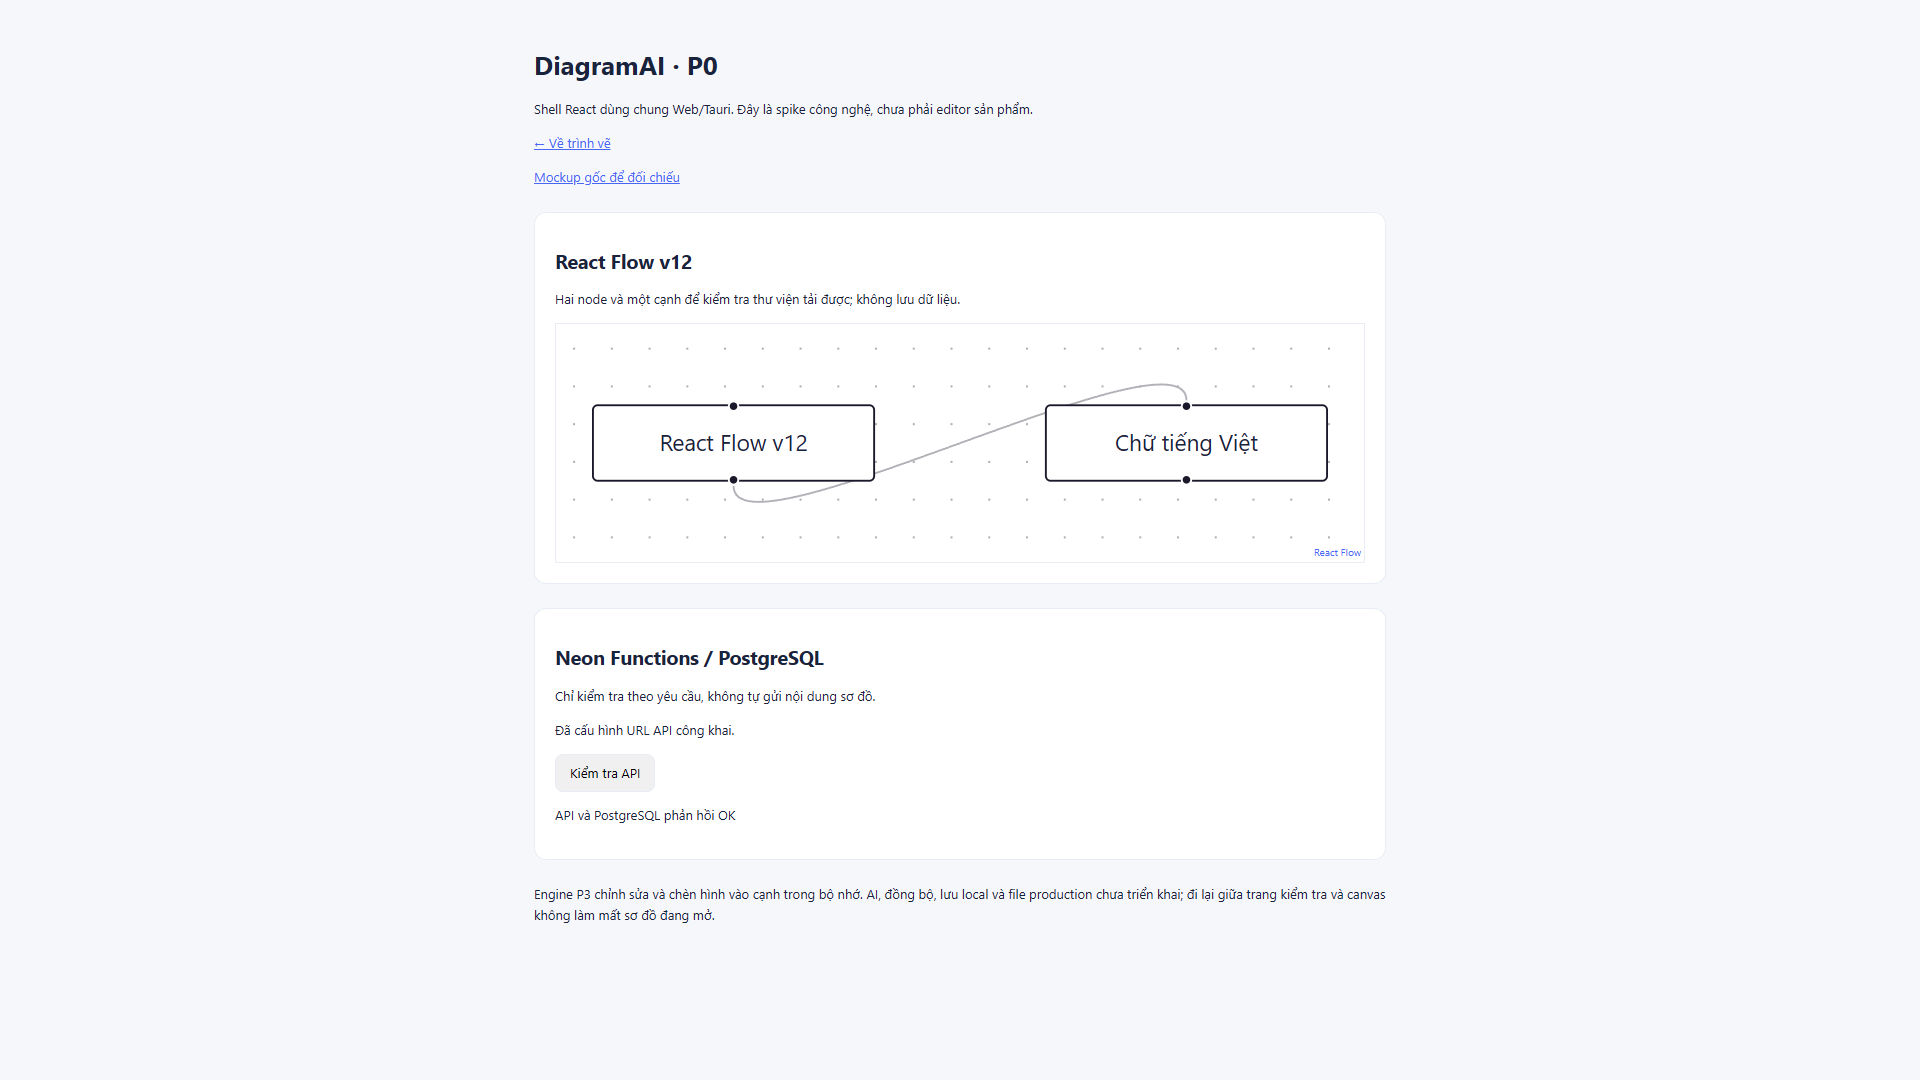 DiagramAI · P0
Shell React dùng chung Web/Tauri. Đây là spike công nghệ, chưa phải editor sản phẩm.
← Về trình vẽ
Mockup gốc để đối chiếu
React Flow v12
Hai node và một cạnh để kiểm tra thư viện tải được; không lưu dữ liệu.
React Flow v12
Chữ tiếng Việt
React Flow
Neon Functions / PostgreSQL
Chỉ kiểm tra theo yêu cầu, không tự gửi nội dung sơ đồ.
Đã cấu hình URL API công khai.
Kiểm tra API
API và PostgreSQL phản hồi OK
Engine P3 chỉnh sửa và chèn hình vào cạnh trong bộ nhớ. AI, đồng bộ, lưu local và file production chưa triển khai; đi lại giữa trang kiểm tra và canvas
không làm mất sơ đồ đang mở.